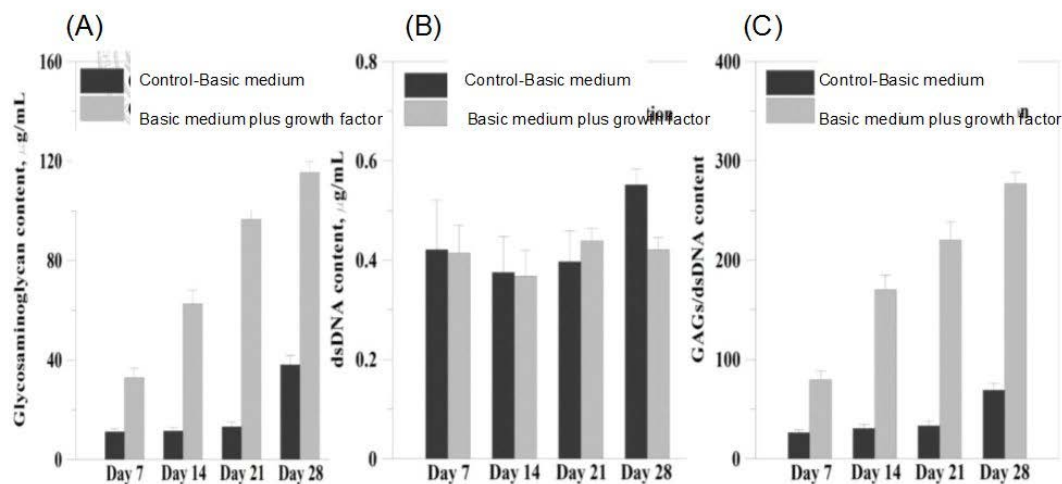 (A)
160
Control-Basic medium
Basic medium plus growth factor
120
80
40
0
Glycosaminoglycan content, μg/mL
Day 7 Day 14 Day 21 Day 28
(B)
0.8
Control-Basic medium
Basic medium plus growth factor
0.6
0.4
0.2
0
dsDNA content, μg/mL
Day 7 Day 14 Day 21 Day 28
(C)
400
Control-Basic medium
Basic medium plus growth factor
300
200
100
0
GAGs/dsDNA content
Day 7 Day 14 Day 21 Day 28